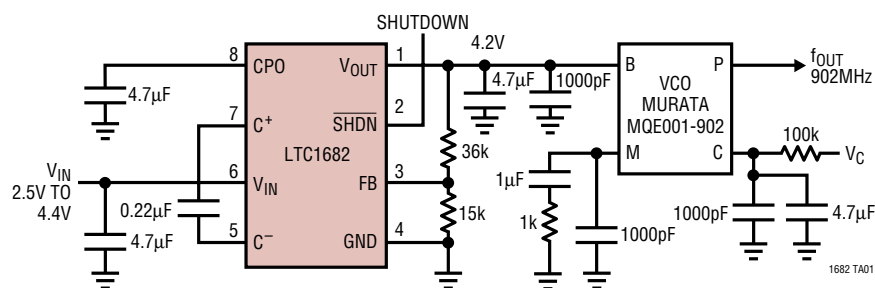 SHUTDOWN
8
CPO
VOUT
1
4.2V
4.7µF
7
C+
SHDN
2
LTC1682
36k
4.7µF
1000pF
B
VCO
MURATA
MQE001-902
P
fOUT
902MHz
M
C
100k
VC
VIN
2.5V TO
4.4V
6
VIN
FB
3
0.22µF
15k
1µF
1k
1000pF
1000pF
4.7µF
4.7µF
5
C–
GND
4
1682 TA01